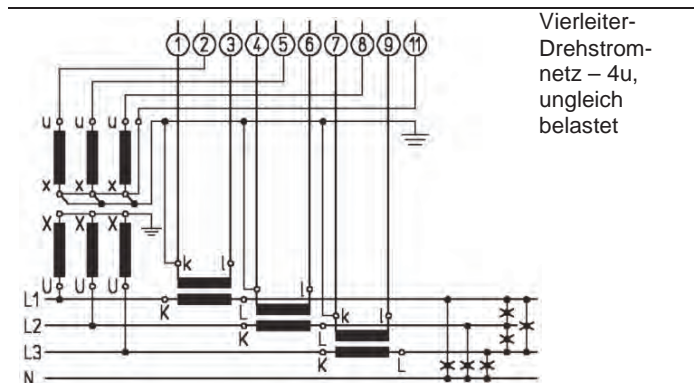 1 2 3 4 5 6 7 8 9 11
Vierleiter-
Drehstrom-
netz – 4u,
ungleich
belastet
u u u
x x x
X X X
k l
k l
U U U
L1
K L
L2
K L
L3
K L
N